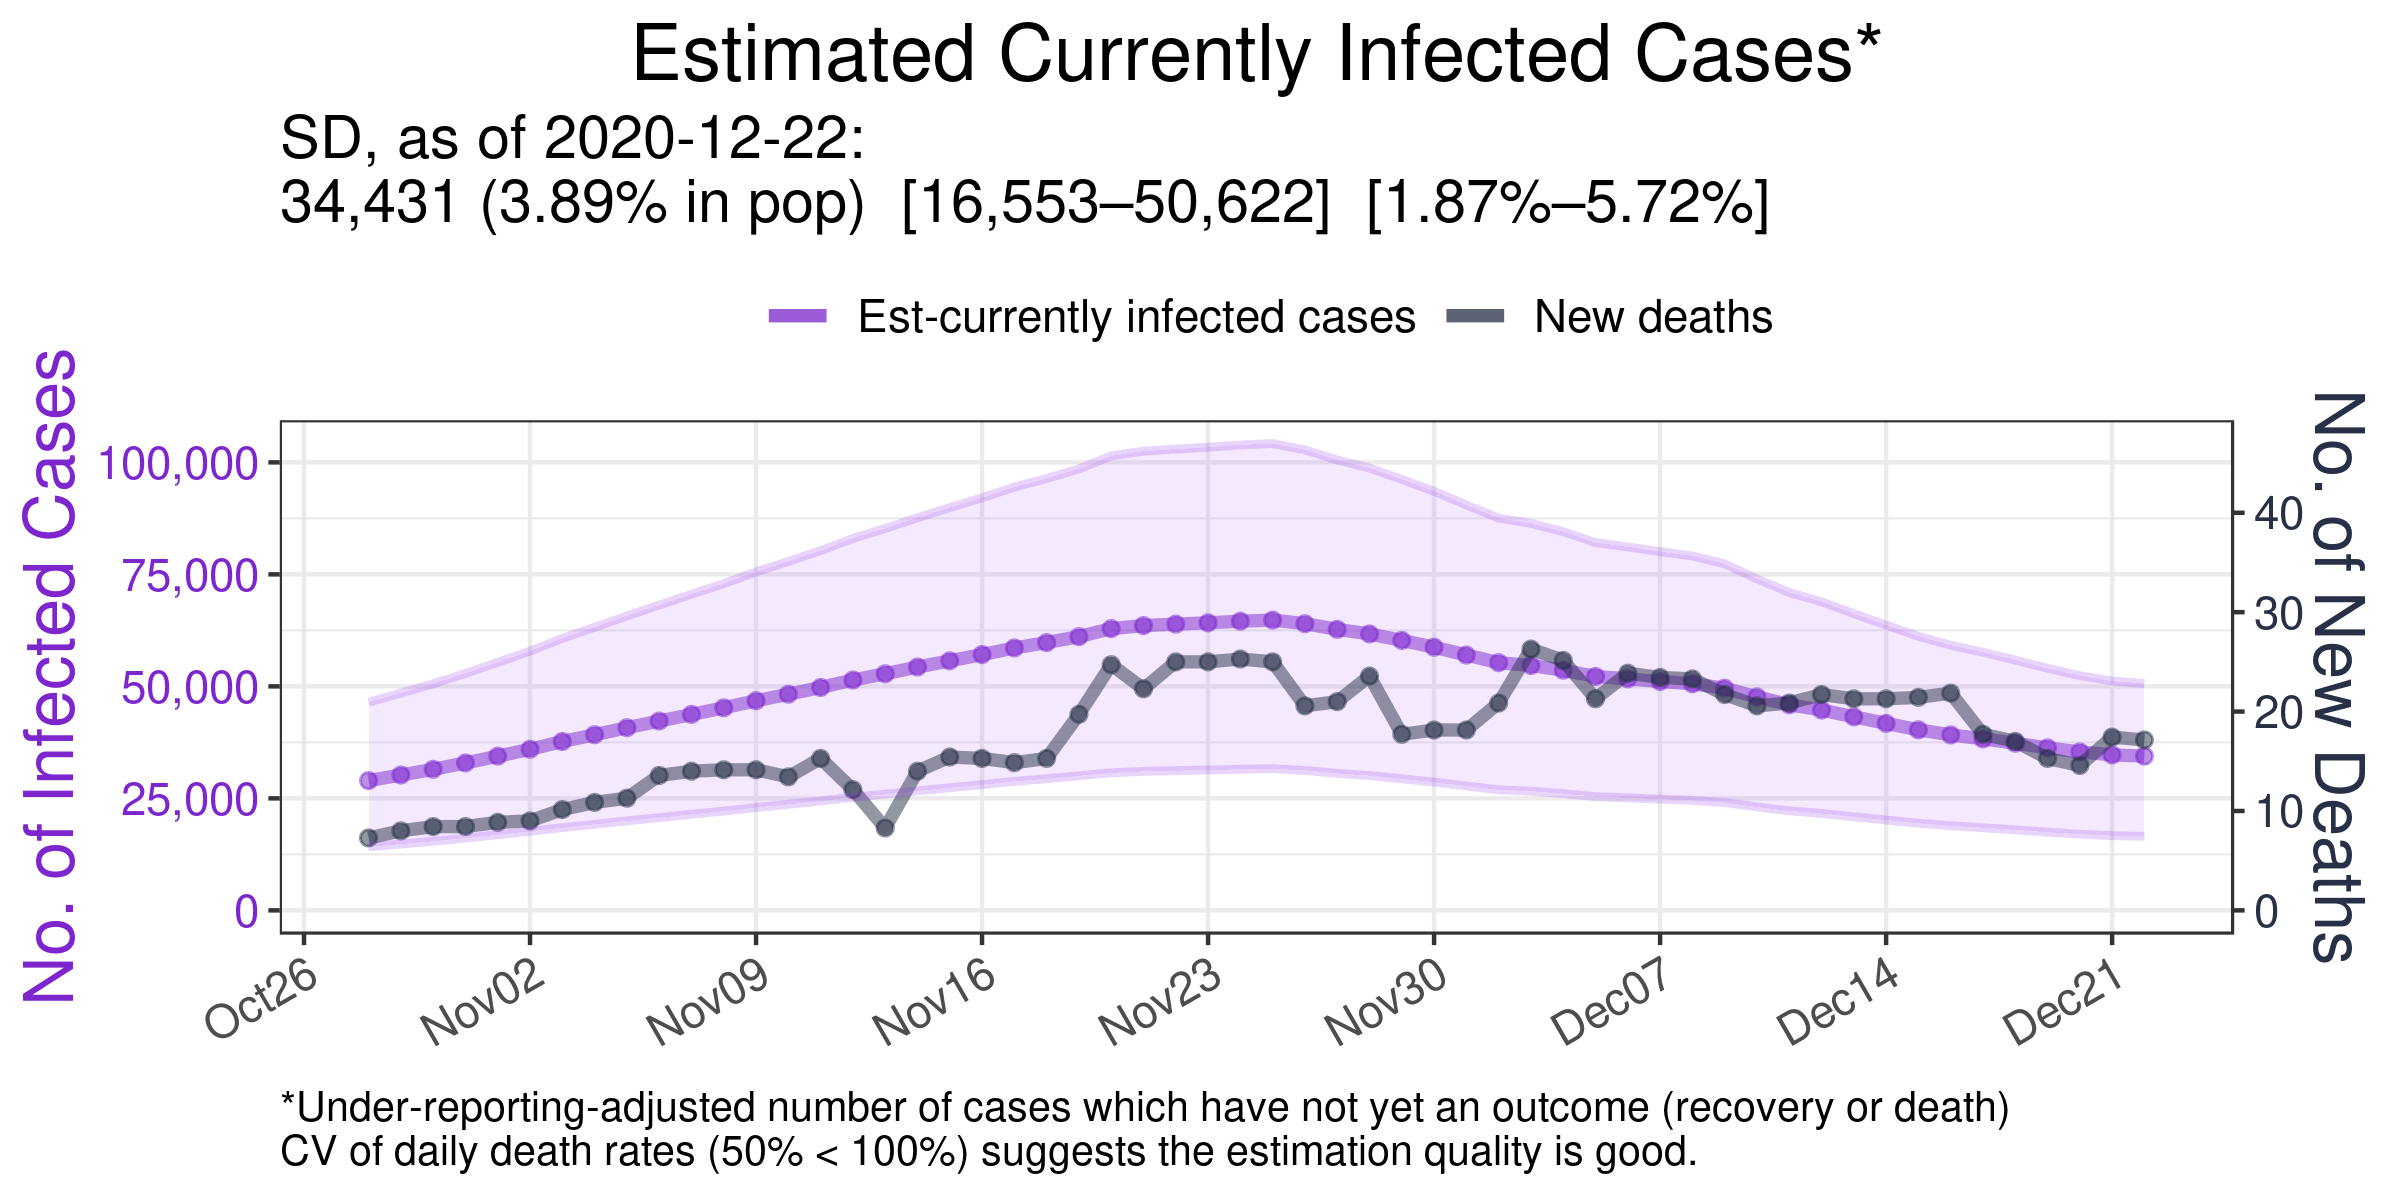 Estimated Currently Infected Cases*
SD, as of 2020-12-22:
34,431 (3.89% in pop)  [16,553–50,622]  [1.87%–5.72%]
Est-currently infected cases
New deaths
No. of Infected Cases
100,000
75,000
50,000
25,000
0
No. of New Deaths
40
30
20
10
0
Oct26
Nov02
Nov09
Nov16
Nov23
Nov30
Dec07
Dec14
Dec21
*Under-reporting-adjusted number of cases which have not yet an outcome (recovery or death)
CV of daily death rates (50% < 100%) suggests the estimation quality is good.